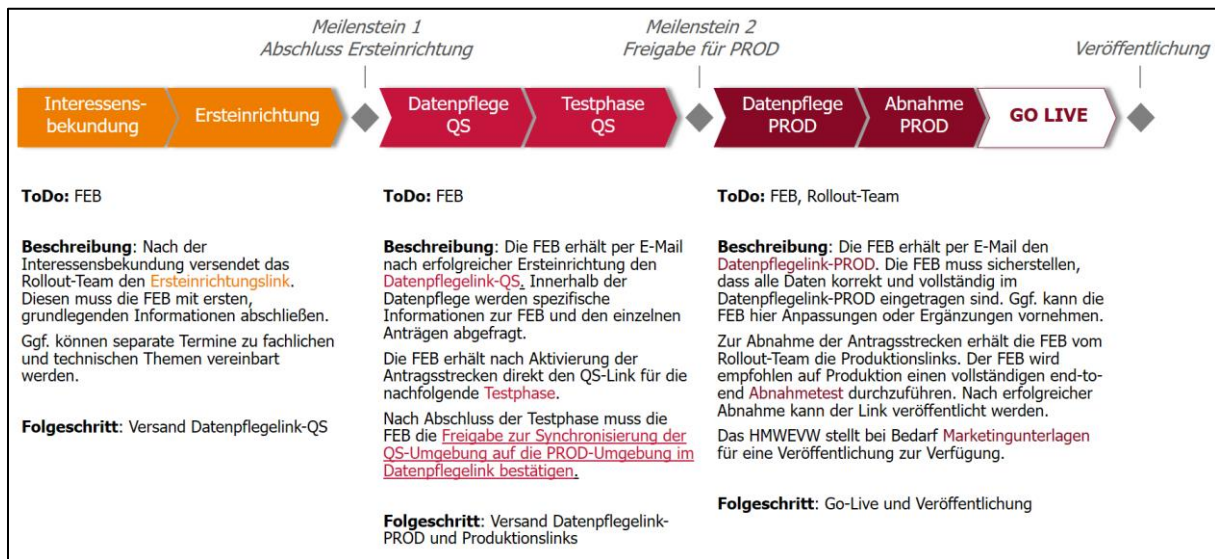 Meilenstein 1
Abschluss Ersteinrichtung
Meilenstein 2
Freigabe für PROD
Veröffentlichung
Interessens-
bekundung
Ersteinrichtung
Datenpflege
QS
Testphase
QS
Datenpflege
PROD
Abnahme
PROD
GO LIVE
ToDo: FEB
Beschreibung: Nach der
Interessensbekundung versendet das
Rollout-Team den Ersteinrichtungslink.
Diesen muss die FEB mit ersten,
grundlegenden Informationen abschließen.
Ggf. können separate Termine zu fachlichen
und technischen Themen vereinbart
werden.
Folgeschritt: Versand Datenpflegelink-QS
ToDo: FEB
Beschreibung: Die FEB erhält per E-Mail
nach erfolgreicher Ersteinrichtung den
Datenpflegelink-QS. Innerhalb der
Datenpflege werden spezifische
Informationen zur FEB und den einzelnen
Anträgen abgefragt.
Die FEB erhält nach Aktivierung der
Antragsstrecken direkt den QS-Link für die
nachfolgende Testphase.
Nach Abschluss der Testphase muss die
FEB die Freigabe zur Synchronisierung der
QS-Umgebung auf die PROD-Umgebung im
Datenpflegelink bestätigen.
Folgeschritt: Versand Datenpflegelink-
PROD und Produktionslinks
ToDo: FEB, Rollout-Team
Beschreibung: Die FEB erhält per E-Mail den
Datenpflegelink-PROD. Die FEB muss sicherstellen,
dass alle Daten korrekt und vollständig im
Datenpflegelink-PROD eingetragen sind. Ggf. kann die
FEB hier Anpassungen oder Ergänzungen vornehmen.
Zur Abnahme der Antragsstrecken erhält die FEB vom
Rollout-Team die Produktionslinks. Der FEB wird
empfohlen auf Produktion einen vollständigen end-to-
end Abnahmetest durchzuführen. Nach erfolgreicher
Abnahme kann der Link veröffentlicht werden.
Das HMWEVW stellt bei Bedarf Marketingunterlagen
für eine Veröffentlichung zur Verfügung.
Folgeschritt: Go-Live und Veröffentlichung